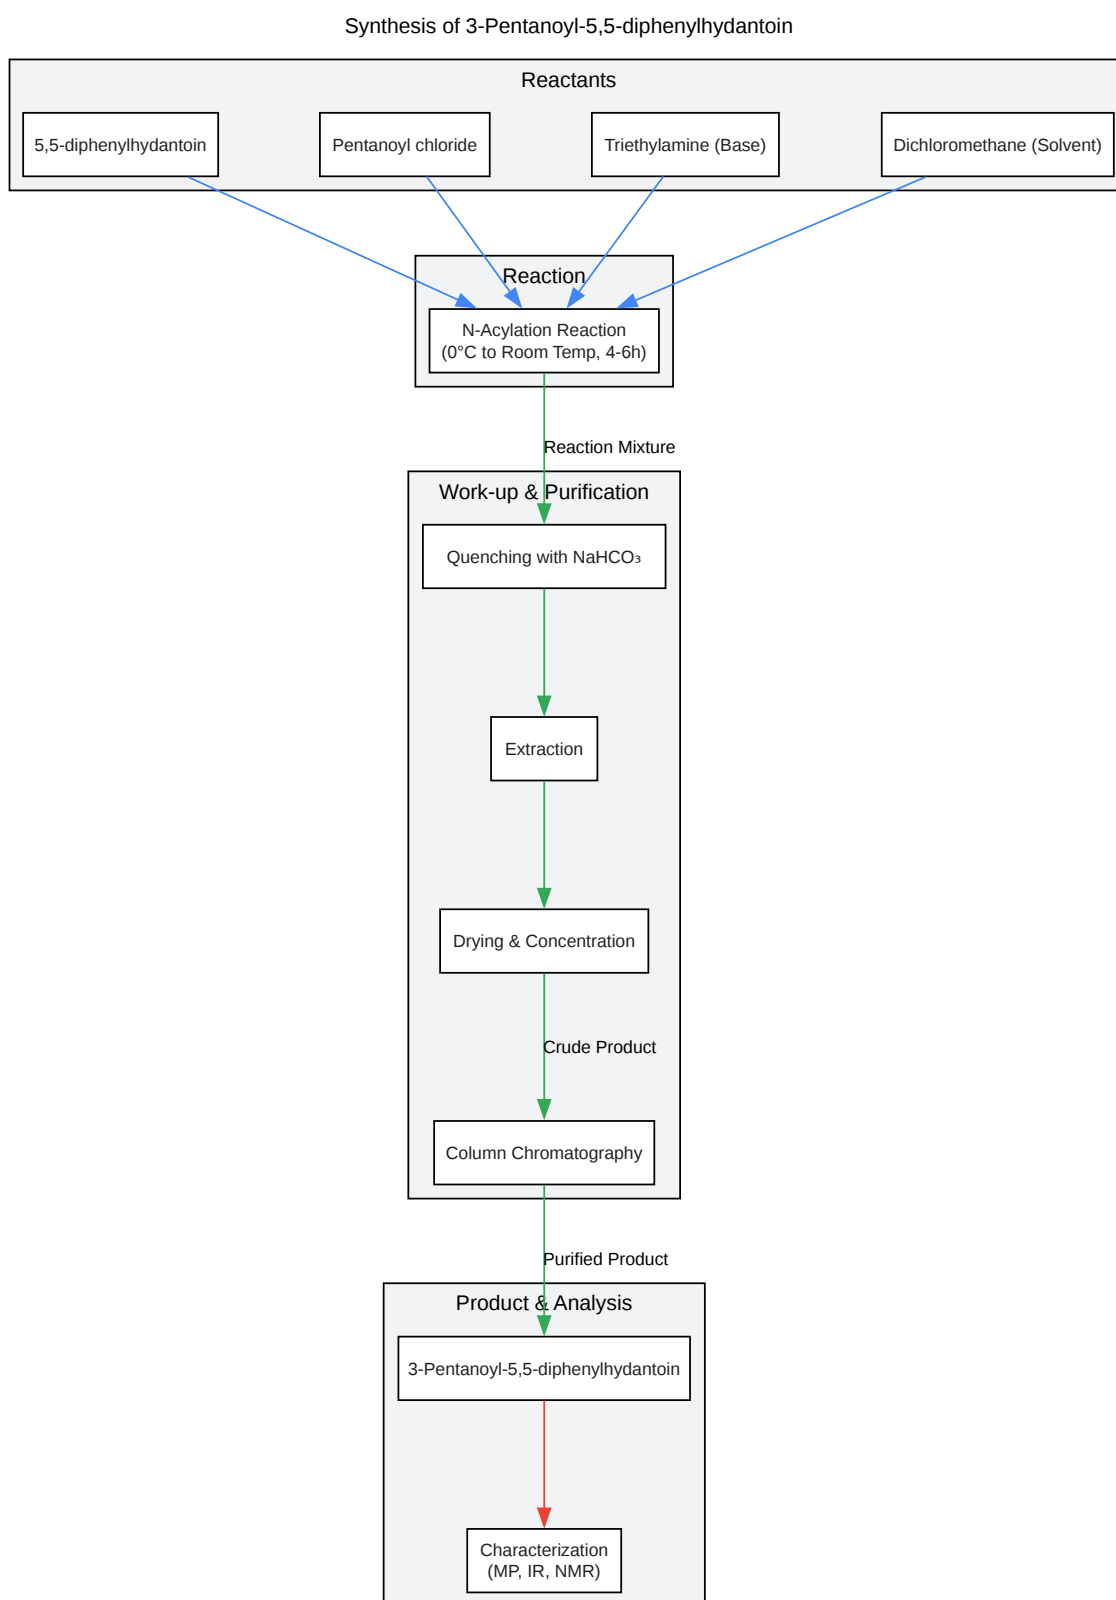 Synthesis of 3-Pentanoyl-5,5-diphenylhydantoin
Reactants
5,5-diphenylhydantoin
Pentanoyl chloride
Triethylamine (Base)
Dichloromethane (Solvent)
Reaction
N-Acylation Reaction
(0°C to Room Temp, 4-6h)
Reaction Mixture
Work-up & Purification
Quenching with NaHCO₃
Extraction
Drying & Concentration
Crude Product
Column Chromatography
Purified Product
Product & Analysis
3-Pentanoyl-5,5-diphenylhydantoin
Characterization
(MP, IR, NMR)